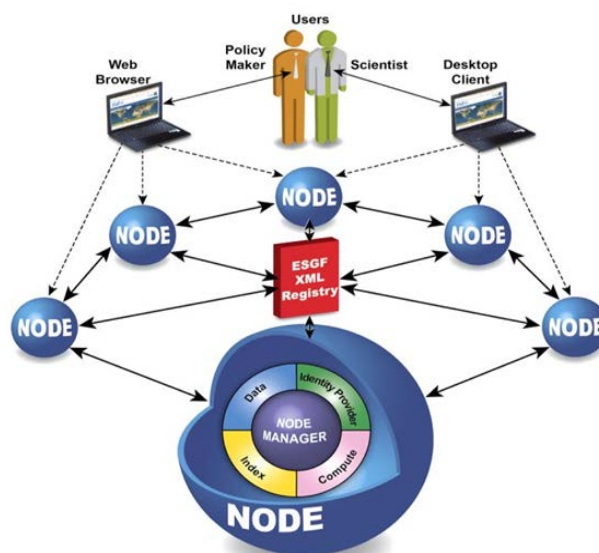 Users
Policy
Maker
Scientist
Web
Browser
Desktop
Client
NODE
NODE
NODE
ESGF
XML
Registry
NODE
NODE
Data
Identity Provider
NODE
MANAGER
Index
Compute
NODE